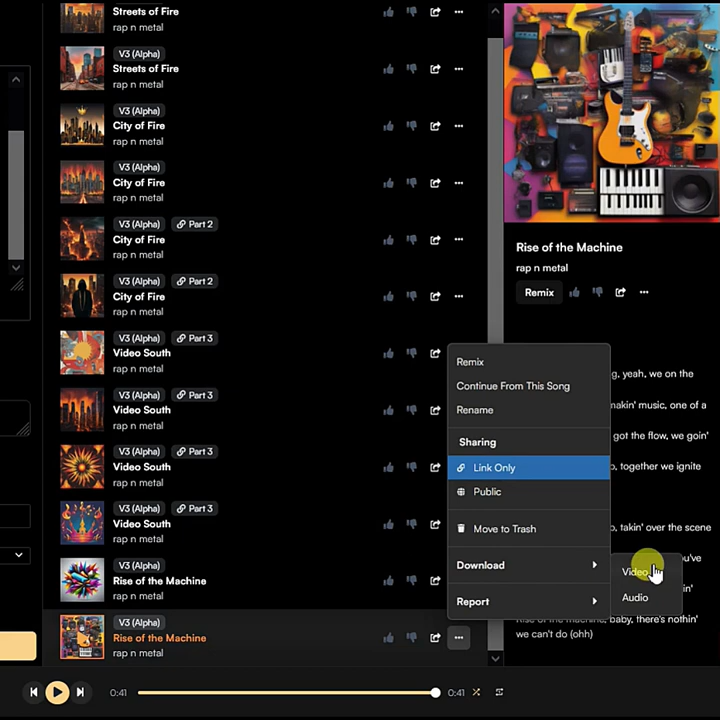 Streets of Fire
rap n metal
V3 (Alpha)
Streets of Fire
rap n metal
V3 (Alpha)
City of Fire
rap n metal
V3 (Alpha)
City of Fire
rap n metal
V3 (Alpha) Part 2
City of Fire
rap n metal
V3 (Alpha) Part 2
City of Fire
rap n metal
V3 (Alpha) Part 3
Video South
rap n metal
V3 (Alpha) Part 3
Video South
rap n metal
V3 (Alpha) Part 3
Video South
rap n metal
V3 (Alpha) Part 3
Video South
rap n metal
V3 (Alpha)
Rise of the Machine
rap n metal
V3 (Alpha)
Rise of the Machine
rap n metal
Rise of the Machine
rap n metal
Remix
g, yeah, we on the
makin' music, one of a
got the flow, we goin'
together we ignite
takin' over the scene
you've
in'
Rise of the machine, baby, there's nothin'
we can't do (ohh)
Remix
Continue From This Song
Rename
Sharing
Link Only
Public
Move to Trash
Download
Report
Video
Audio
0:41
0:41